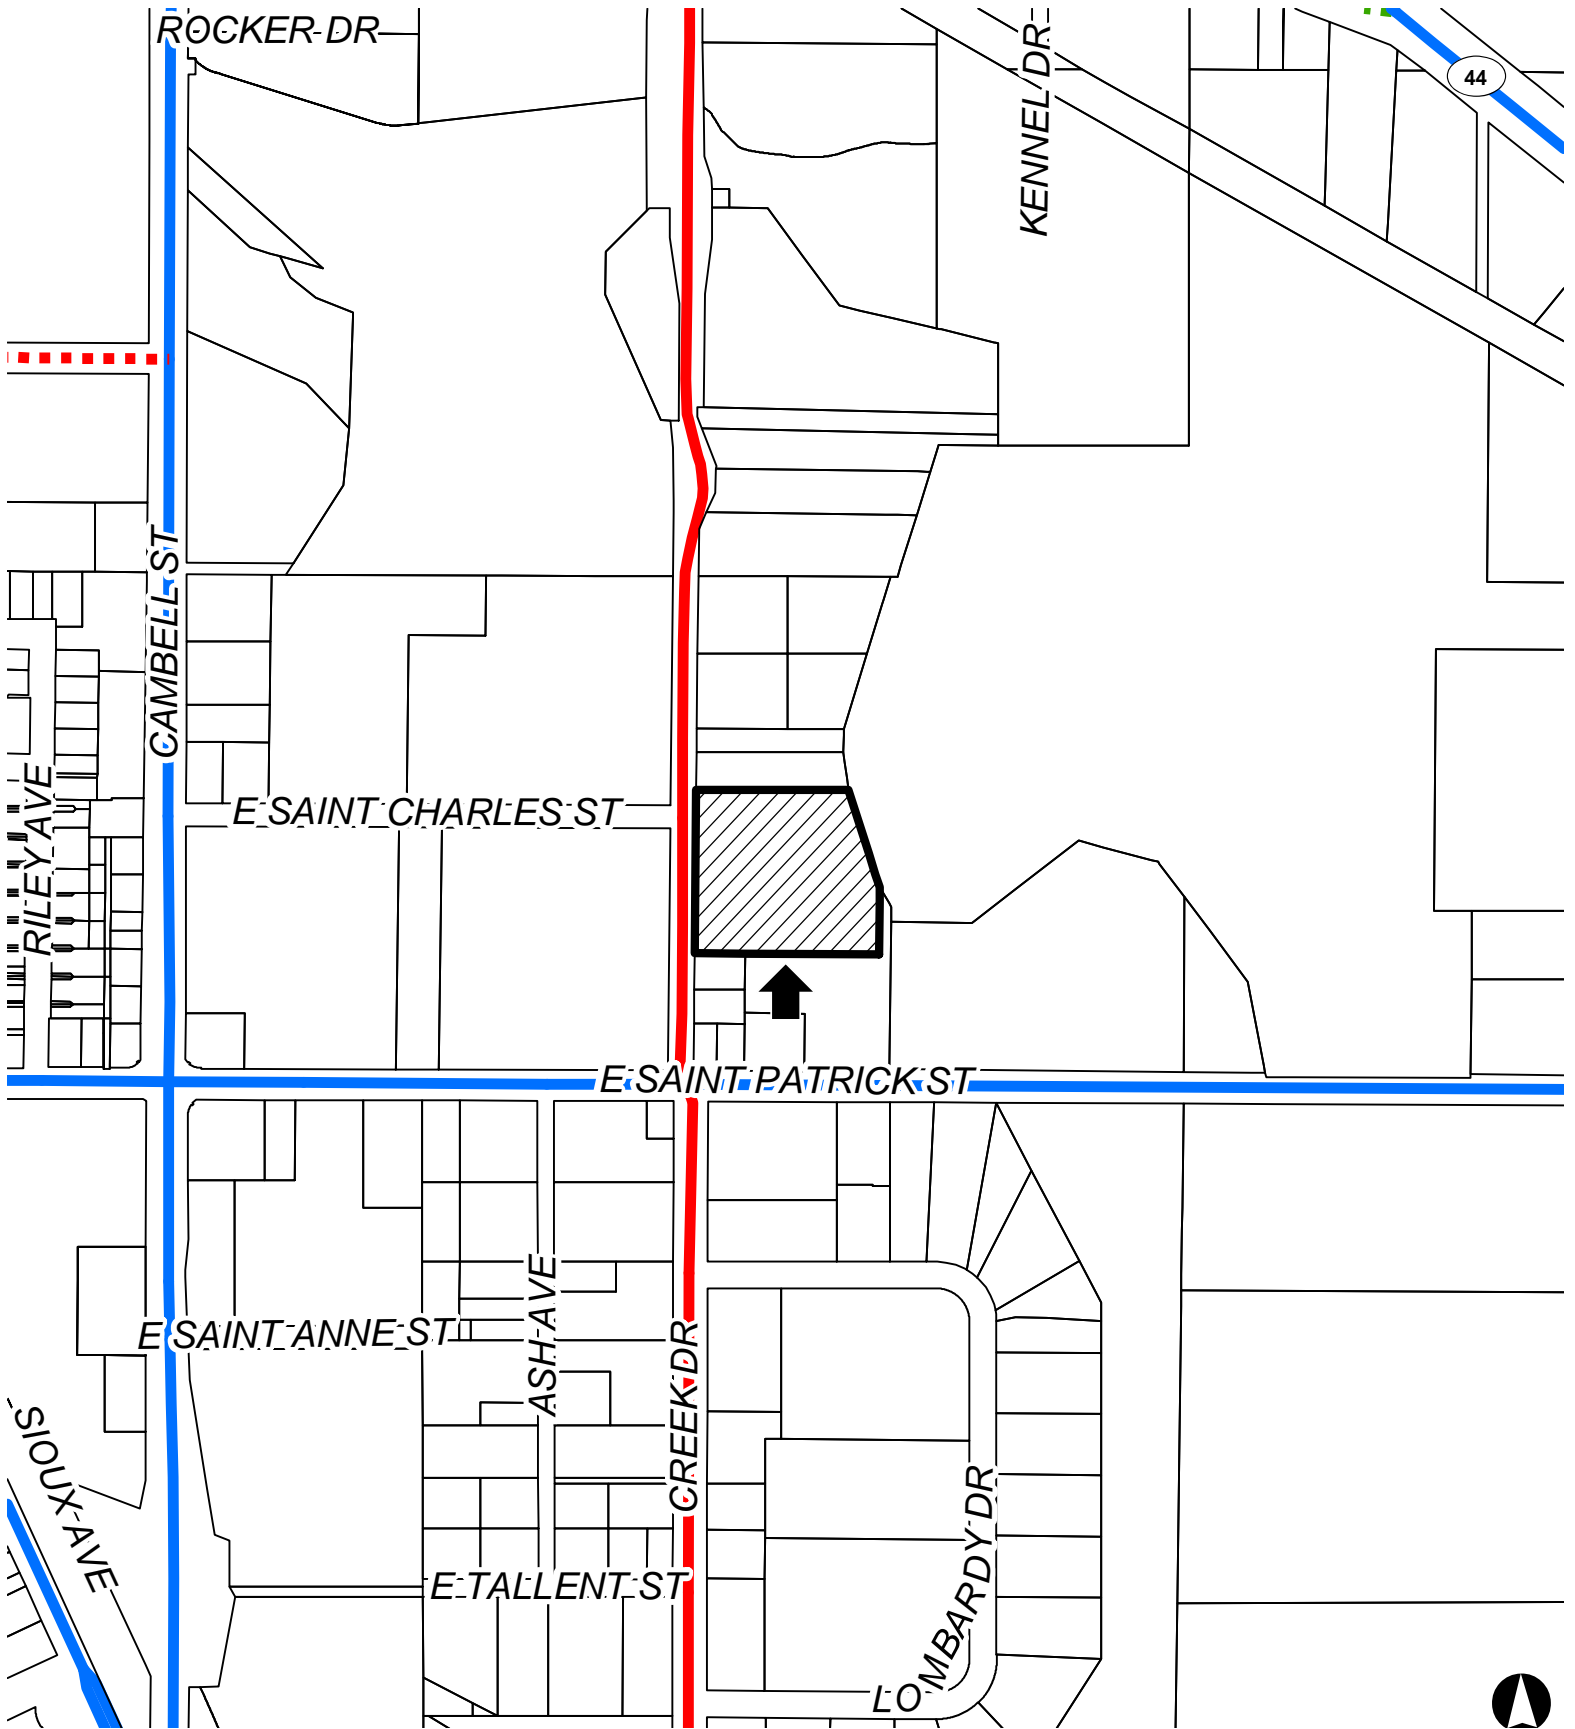 ROCKER DR
KENNEL DR
44
CAMBELL ST
RILEY AVE
E SAINT CHARLES ST
E SAINT PATRICK ST
E SAINT ANNE ST
ASH AVE
CREEK DR
SIOUX AVE
E TALLENT ST
LOMBARDY DR